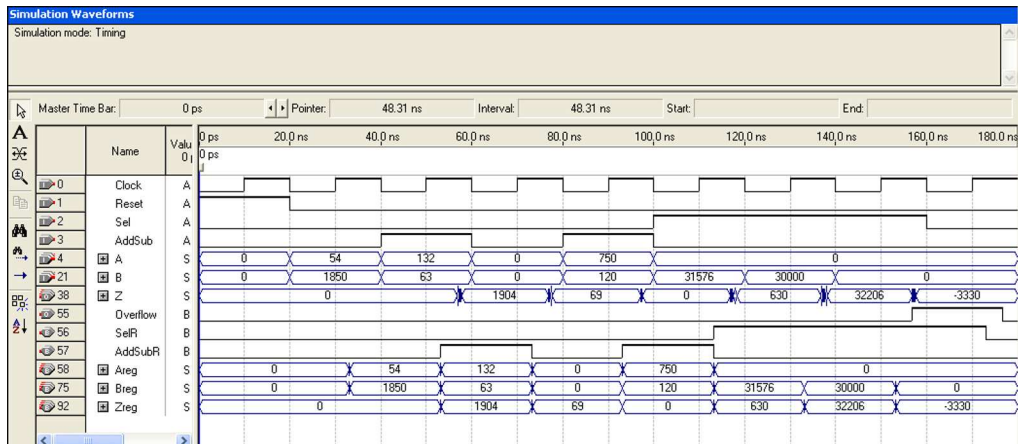 Simulation Waveforms
Simulation mode: Timing
Master Time Bar: 0 ps Pointer: 48.31 ns Interval: 48.31 ns Start: End:
Name Valu 0 ps 20.0 ns 40.0 ns 60.0 ns 80.0 ns 100.0 ns 120.0 ns 140.0 ns 160.0 ns 180.0 ns
0 ps
0 Clock A
1 Reset A
2 Sel A
3 AddSub A
4 A S 0 54 132 0 750 0
21 B S 0 1850 63 0 120 31576 30000 0
38 Z S 0 1904 69 0 630 32206 -3330
55 Overflow B
56 SelR B
57 AddSubR B
58 Areg S 0 54 132 0 750 0
75 Breg S 0 1850 63 0 120 31576 30000 0
92 Zreg S 0 1904 69 0 630 32206 -3330